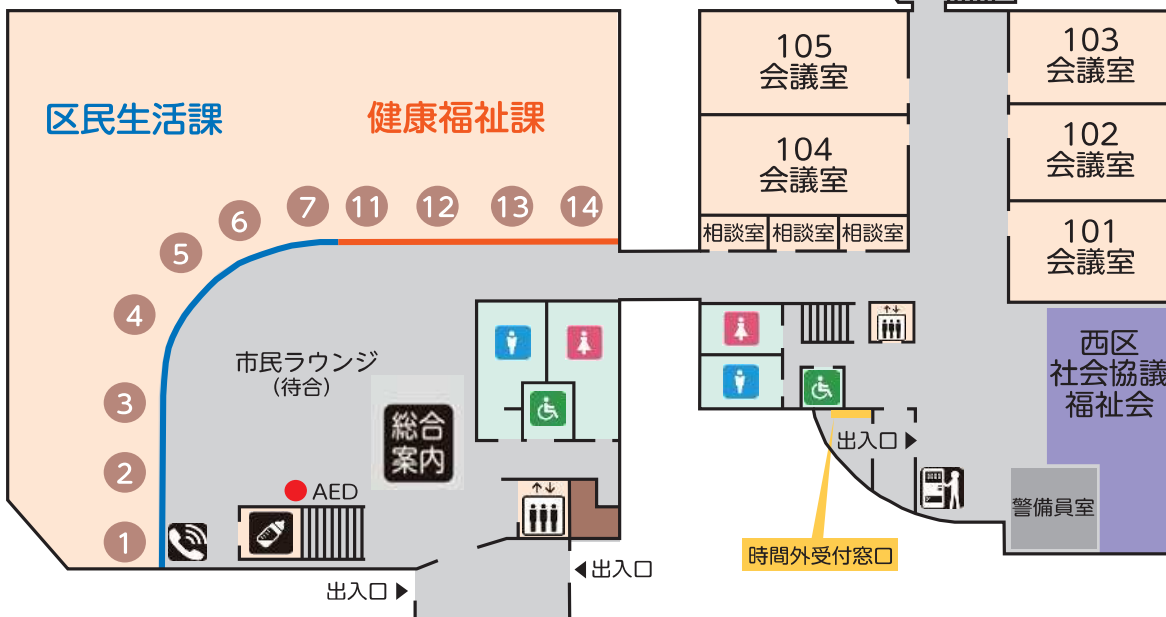 区民生活課
健康福祉課
1
2
3
4
5
6
7
11
12
13
14
市民ラウンジ
(待合)
総合
案内
AED
出入口
出入口
105
会議室
104
会議室
相談室
相談室
相談室
103
会議室
102
会議室
101
会議室
西区
社会協議
福祉会
出入口
警備員室
時間外受付窓口